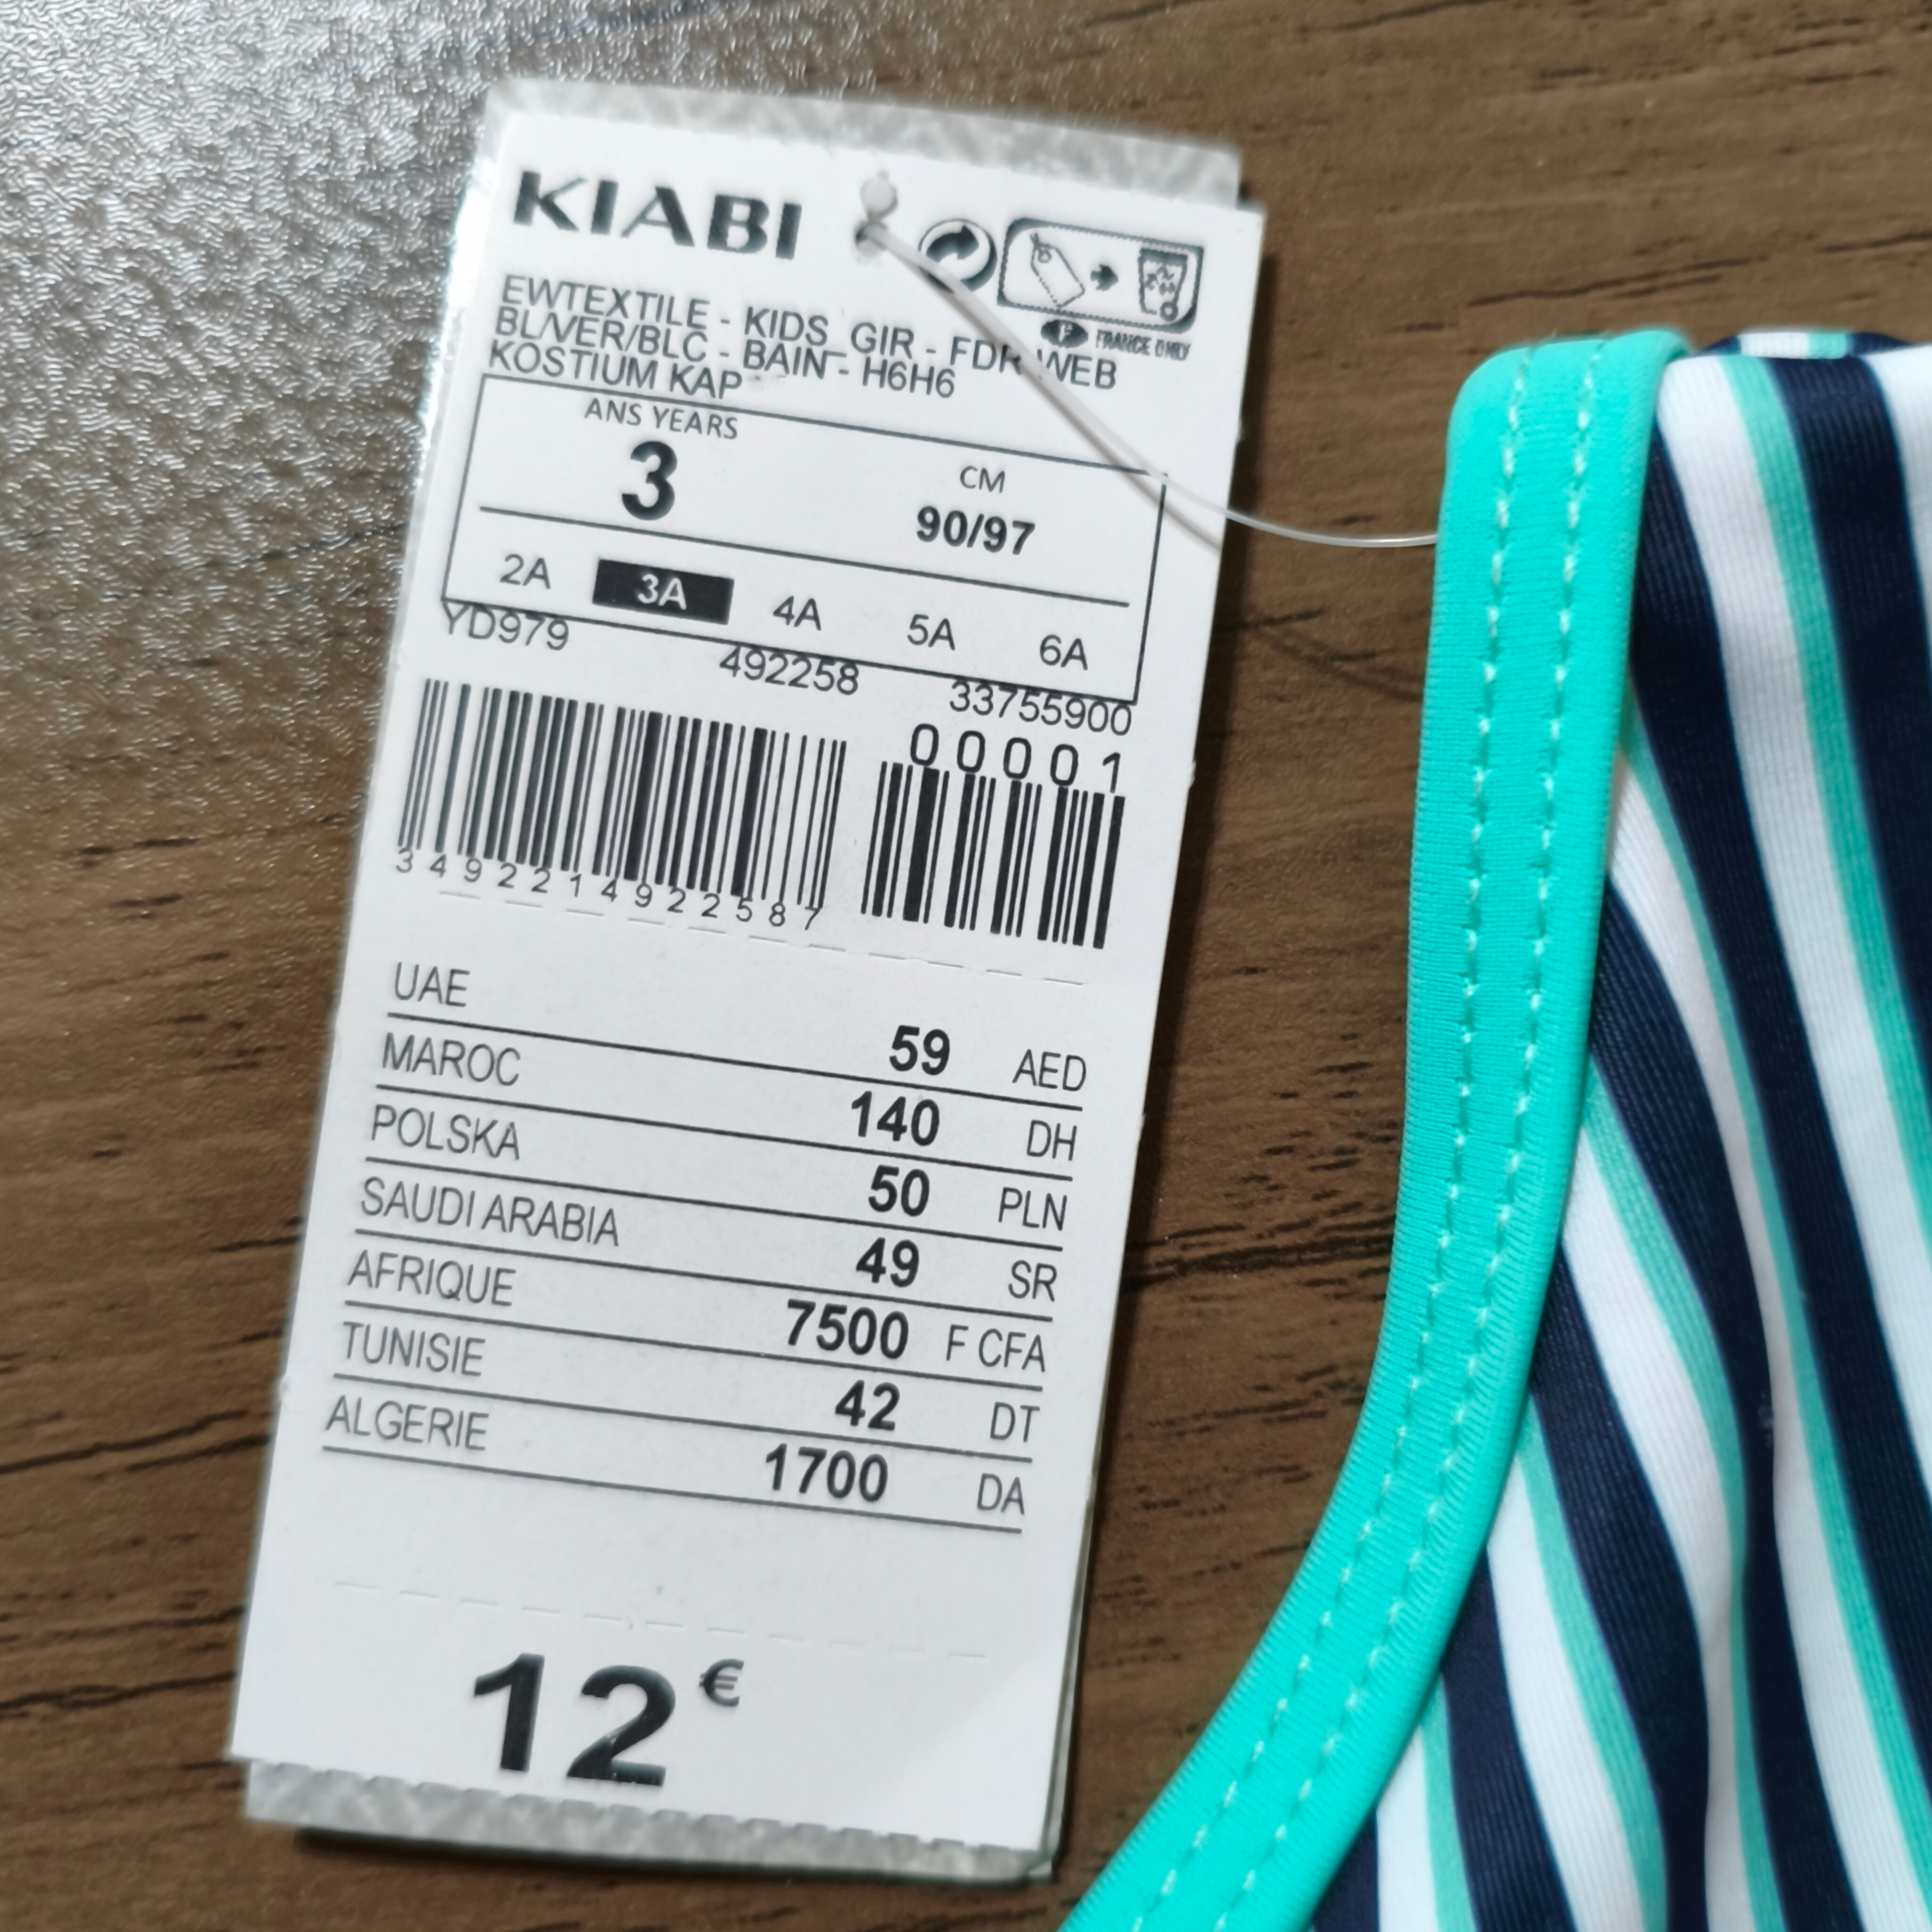 KIABI
F FRANCE ONLY
EWTEXTILE - KIDS GIR - FDR WEB
BL/VER/BLC - BAIN - H6H6
KOSTIUM KAP
ANS YEARS CM
3 90/97
2A 3A 4A 5A 6A
YD979 492258 33755900
00001
3492214922587
UAE 59 AED
MAROC 140 DH
POLSKA 50 PLN
SAUDI ARABIA 49 SR
AFRIQUE 7500 F CFA
TUNISIE 42 DT
ALGERIE 1700 DA
12 €